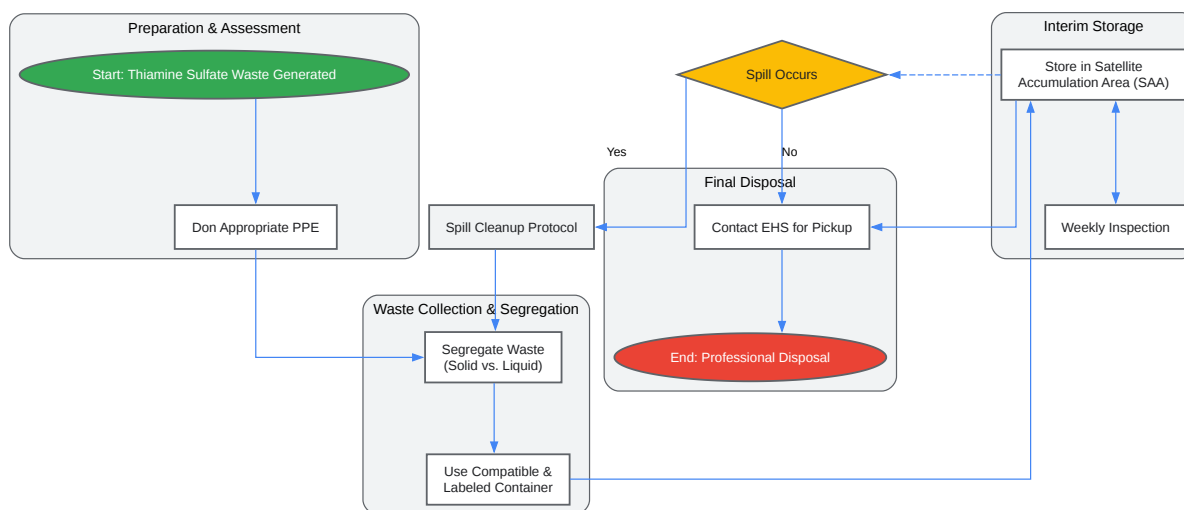 Preparation & Assessment
Start: Thiamine Sulfate Waste Generated
Don Appropriate PPE
Spill Occurs
Yes
No
Interim Storage
Store in Satellite
Accumulation Area (SAA)
Weekly Inspection
Final Disposal
Contact EHS for Pickup
End: Professional Disposal
Spill Cleanup Protocol
Waste Collection & Segregation
Segregate Waste
(Solid vs. Liquid)
Use Compatible &
Labeled Container